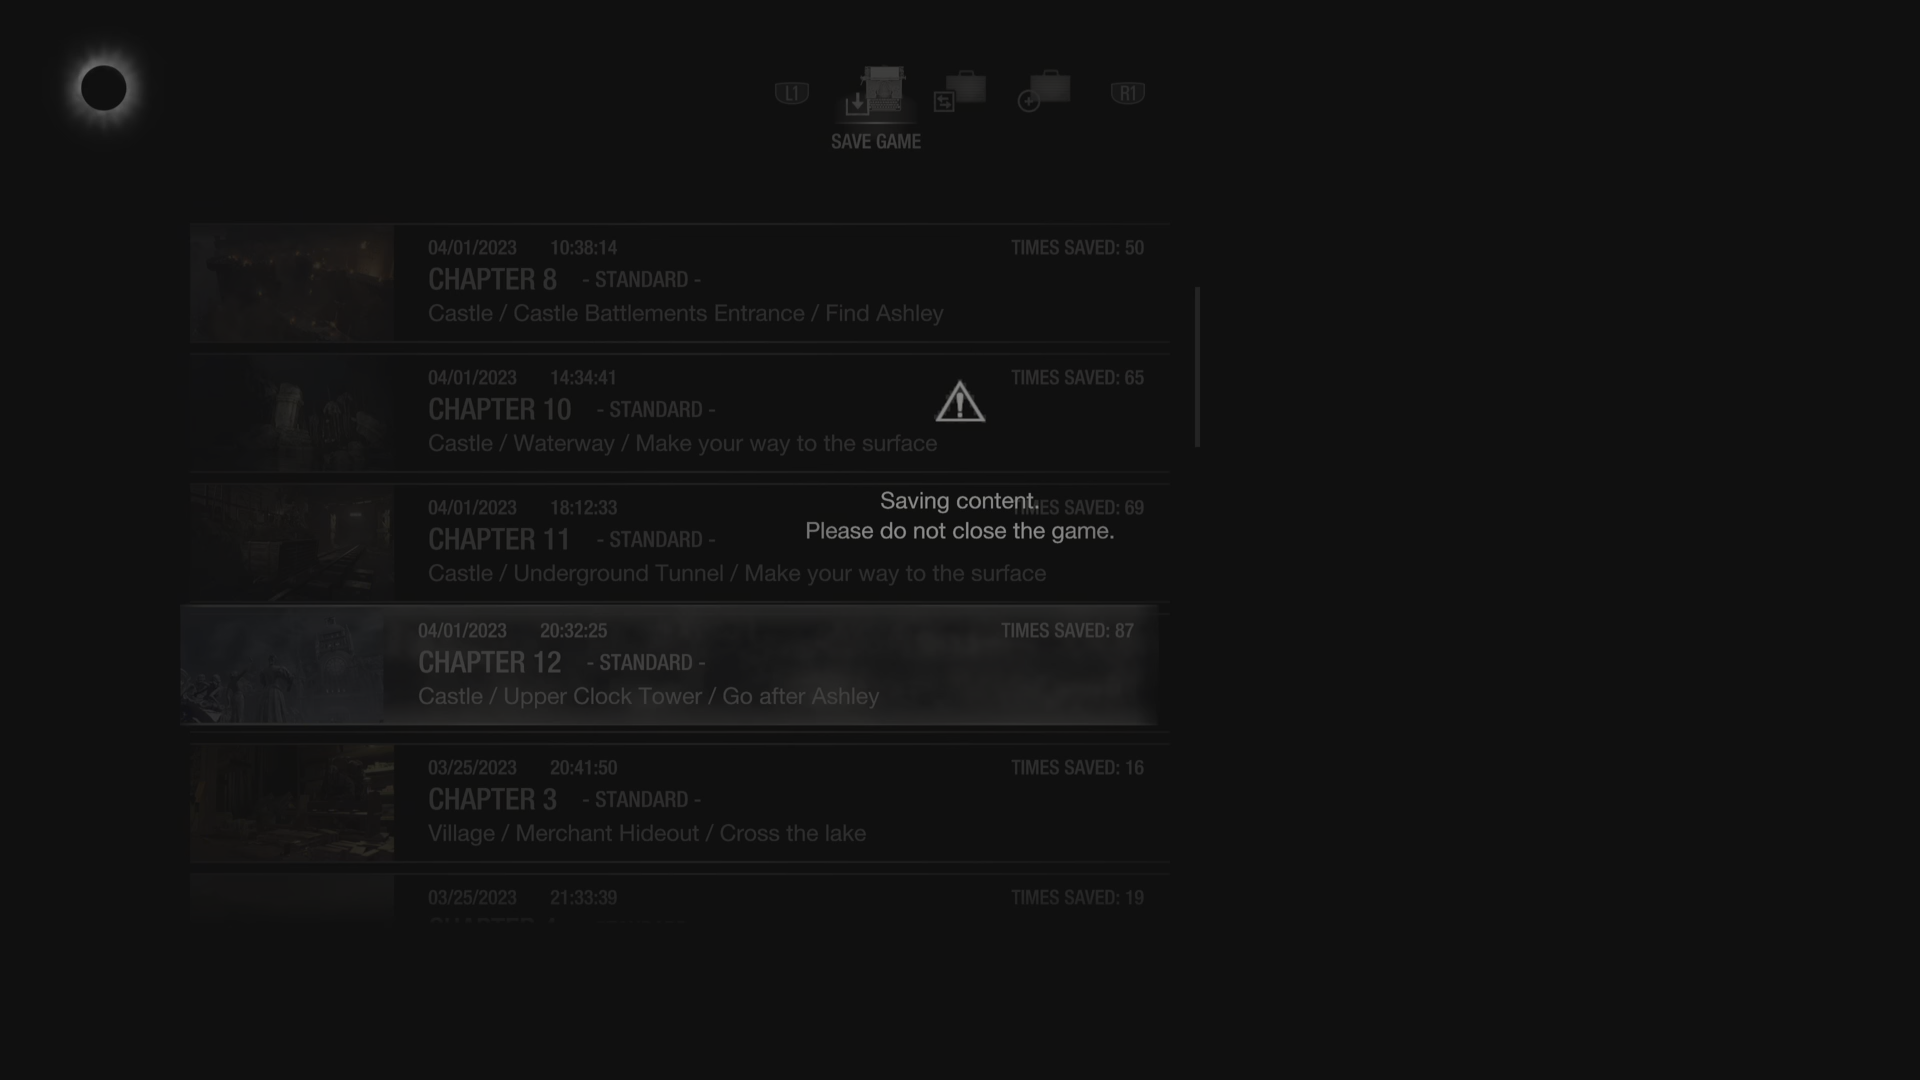 L1
R1
SAVE GAME
04/01/2023 10:38:14 TIMES SAVED: 50
CHAPTER 8 - STANDARD -
Castle / Castle Battlements Entrance / Find Ashley
04/01/2023 14:34:41 TIMES SAVED: 65
CHAPTER 10 - STANDARD -
Castle / Waterway / Make your way to the surface
Saving content.
Please do not close the game.
04/01/2023 18:12:33 TIMES SAVED: 69
CHAPTER 11 - STANDARD -
Castle / Underground Tunnel / Make your way to the surface
04/01/2023 20:32:25 TIMES SAVED: 87
CHAPTER 12 - STANDARD -
Castle / Upper Clock Tower / Go after Ashley
03/25/2023 20:41:50 TIMES SAVED: 16
CHAPTER 3 - STANDARD -
Village / Merchant Hideout / Cross the lake
03/25/2023 21:33:39 TIMES SAVED: 19
CHAPTER